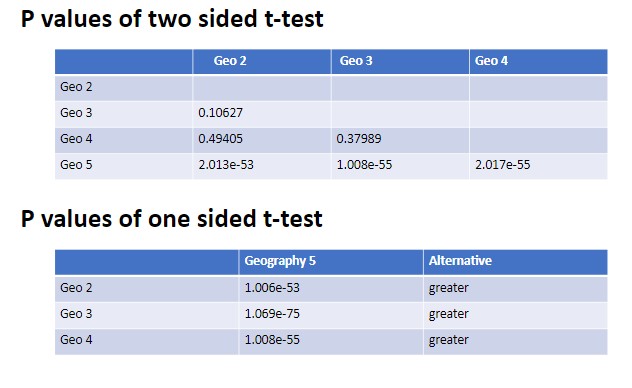 P values of two sided t-test
Geo 2 Geo 3 Geo 4
Geo 2
Geo 3 0.10627
Geo 4 0.49405 0.37989
Geo 5 2.013e-53 1.008e-55 2.017e-55
P values of one sided t-test
Geography 5 Alternative
Geo 2 1.006e-53 greater
Geo 3 1.069e-75 greater
Geo 4 1.008e-55 greater